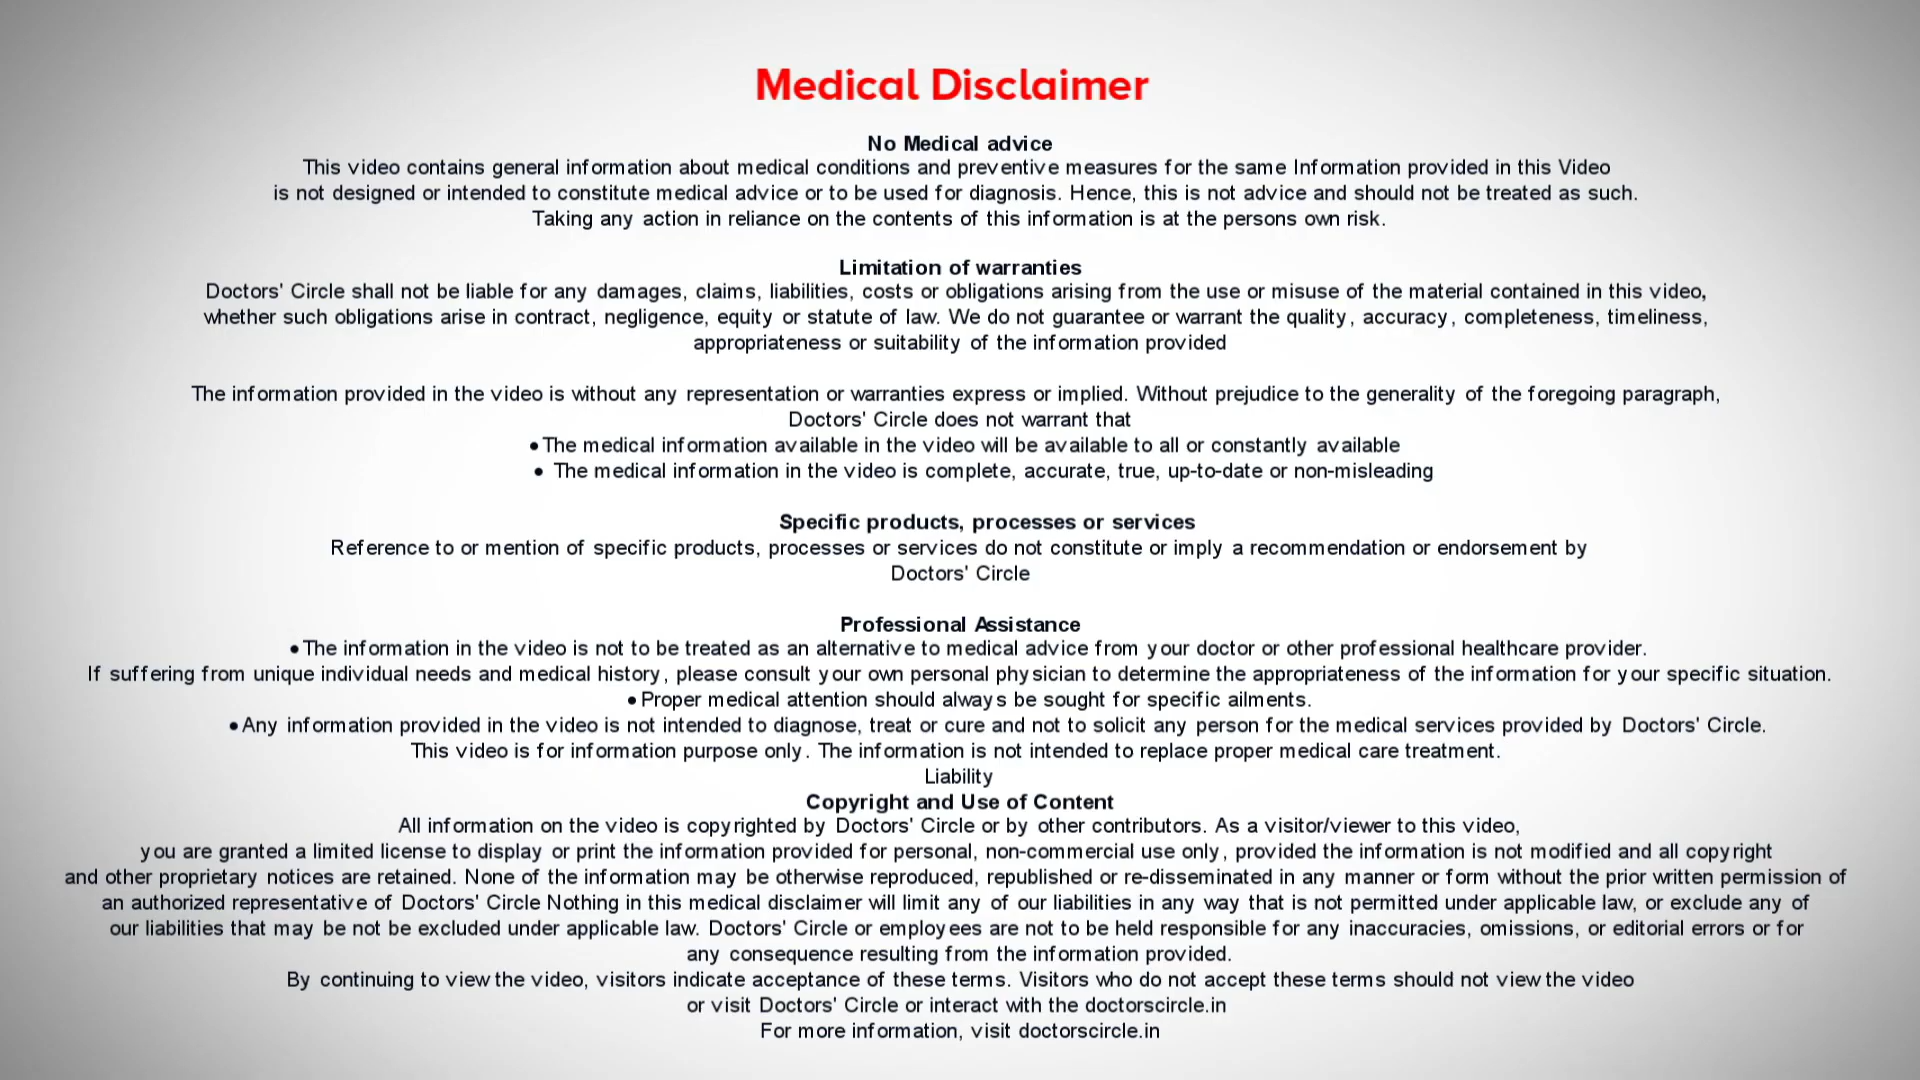 Medical Disclaimer
No Medical advice
This video contains general information about medical conditions and preventive measures for the same Information provided in this Video
is not designed or intended to constitute medical advice or to be used for diagnosis. Hence, this is not advice and should not be treated as such.
Taking any action in reliance on the contents of this information is at the persons own risk.
Limitation of warranties
Doctors' Circle shall not be liable for any damages, claims, liabilities, costs or obligations arising from the use or misuse of the material contained in this video,
whether such obligations arise in contract, negligence, equity or statute of law. We do not guarantee or warrant the quality, accuracy, completeness, timeliness,
appropriateness or suitability of the information provided
The information provided in the video is without any representation or warranties express or implied. Without prejudice to the generality of the foregoing paragraph,
Doctors' Circle does not warrant that
•The medical information available in the video will be available to all or constantly available
• The medical information in the video is complete, accurate, true, up-to-date or non-misleading
Specific products, processes or services
Reference to or mention of specific products, processes or services do not constitute or imply a recommendation or endorsement by
Doctors' Circle
Professional Assistance
•The information in the video is not to be treated as an alternative to medical advice from your doctor or other professional healthcare provider.
If suffering from unique individual needs and medical history, please consult your own personal physician to determine the appropriateness of the information for your specific situation.
•Proper medical attention should always be sought for specific ailments.
•Any information provided in the video is not intended to diagnose, treat or cure and not to solicit any person for the medical services provided by Doctors' Circle.
This video is for information purpose only. The information is not intended to replace proper medical care treatment.
Liability
Copyright and Use of Content
All information on the video is copyrighted by Doctors' Circle or by other contributors. As a visitor/viewer to this video,
you are granted a limited license to display or print the information provided for personal, non-commercial use only, provided the information is not modified and all copyright
and other proprietary notices are retained. None of the information may be otherwise reproduced, republished or re-disseminated in any manner or form without the prior written permission of
an authorized representative of Doctors' Circle Nothing in this medical disclaimer will limit any of our liabilities in any way that is not permitted under applicable law, or exclude any of
our liabilities that may be not be excluded under applicable law. Doctors' Circle or employees are not to be held responsible for any inaccuracies, omissions, or editorial errors or for
any consequence resulting from the information provided.
By continuing to view the video, visitors indicate acceptance of these terms. Visitors who do not accept these terms should not view the video
or visit Doctors' Circle or interact with the doctorscircle.in
For more information, visit doctorscircle.in